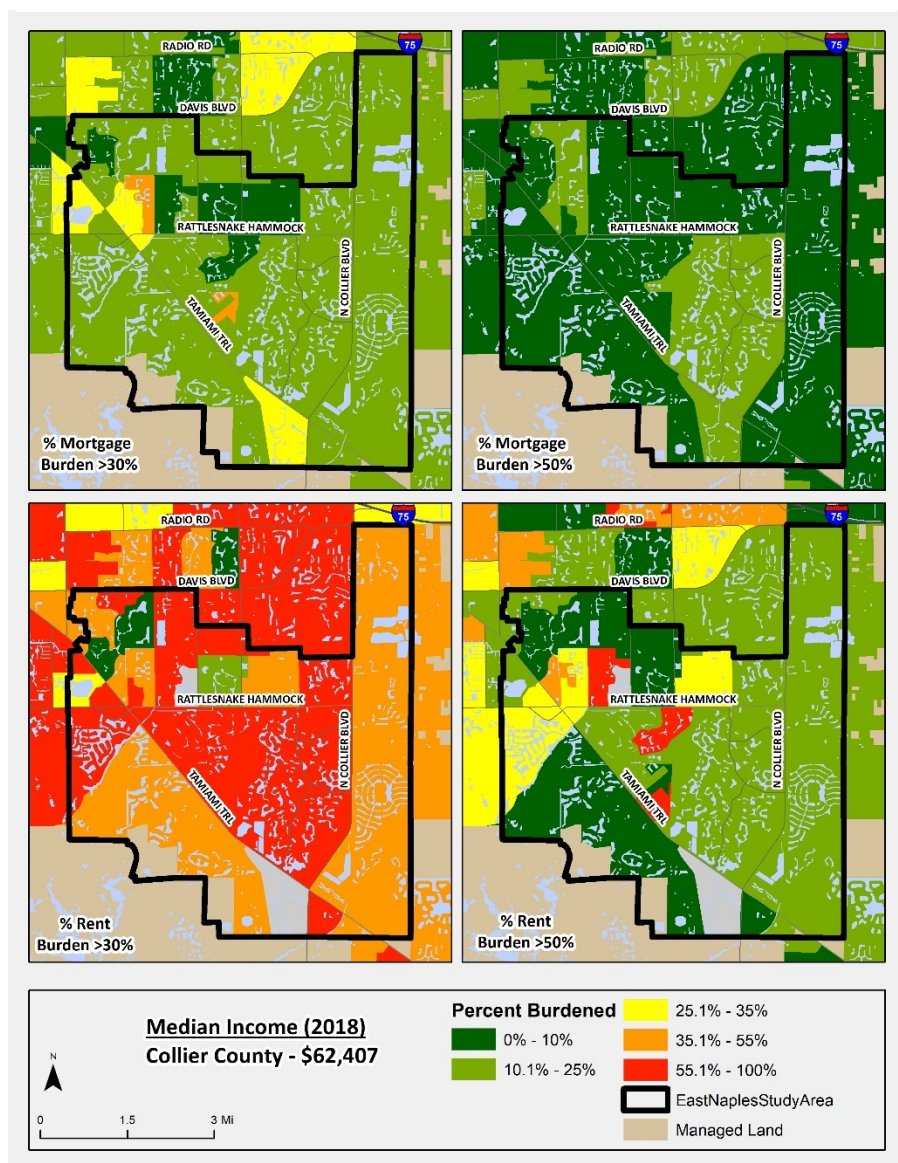 RADIO RD
75
DAVIS BLVD
RATTLESNAKE HAMMOCK
N COLLIER BLVD
TAMIAMI TRL
% Mortgage
Burden >30%
RADIO RD
75
DAVIS BLVD
RATTLESNAKE HAMMOCK
N COLLIER BLVD
TAMIAMI TRL
% Mortgage
Burden >50%
RADIO RD
75
DAVIS BLVD
RATTLESNAKE HAMMOCK
N COLLIER BLVD
TAMIAMI TRL
% Rent
Burden >30%
RADIO RD
75
DAVIS BLVD
RATTLESNAKE HAMMOCK
N COLLIER BLVD
TAMIAMI TRL
% Rent
Burden >50%
Median Income (2018)
Collier County - $62,407
N
0 1.5 3 Mi
Percent Burdened
0% - 10%
10.1% - 25%
25.1% - 35%
35.1% - 55%
55.1% - 100%
EastNaplesStudyArea
Managed Land